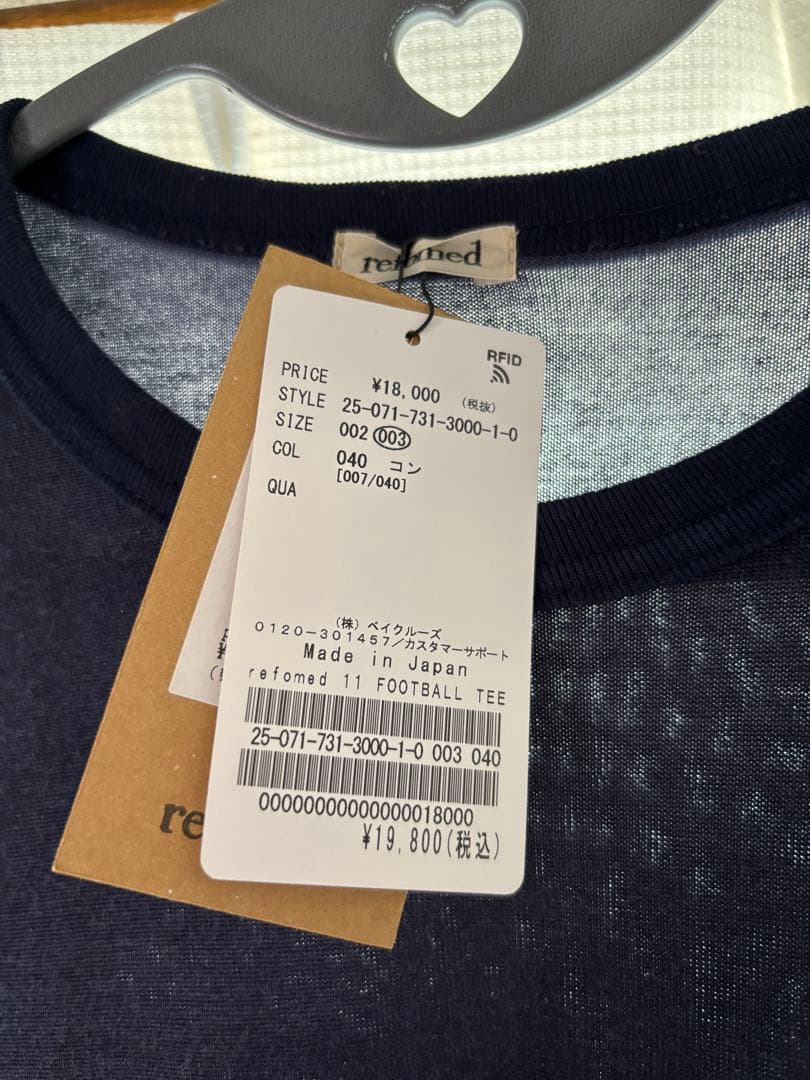 refomed
RFID
PRICE ¥18,000 (税抜)
STYLE 25-071-731-3000-1-0
SIZE 002 003
COL 040 コン
[007/040]
QUA
(株) ベイクルーズ
0120-301457/カスタマーサポート
Made in Japan
refomed 11 FOOTBALL TEE
25-071-731-3000-1-0 003 040
00000000000000018000
¥19,800(税込)
re